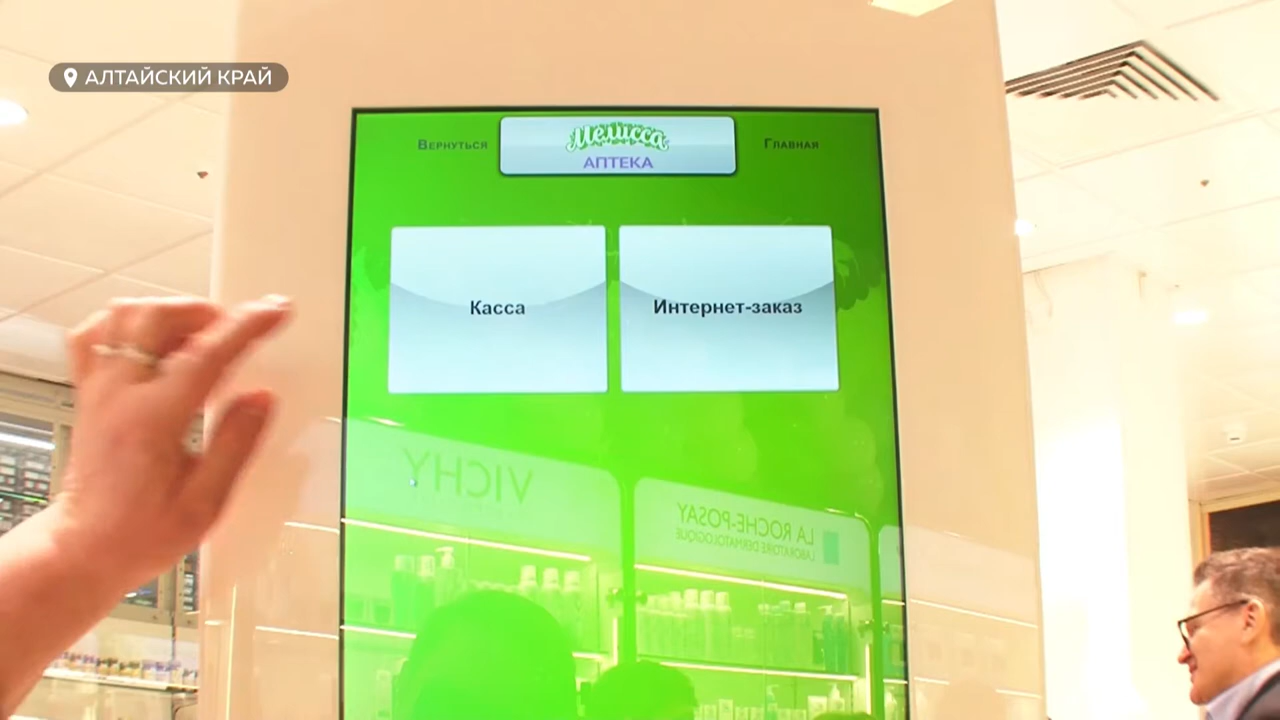 АЛТАЙСКИЙ КРАЙ
Вернуться
Мелисса
АПТЕКА
Главная
Касса
Интернет-заказ
VICHY
LA ROCHE-POSAY
LABORATOIRE DERMATOLOGIQUE